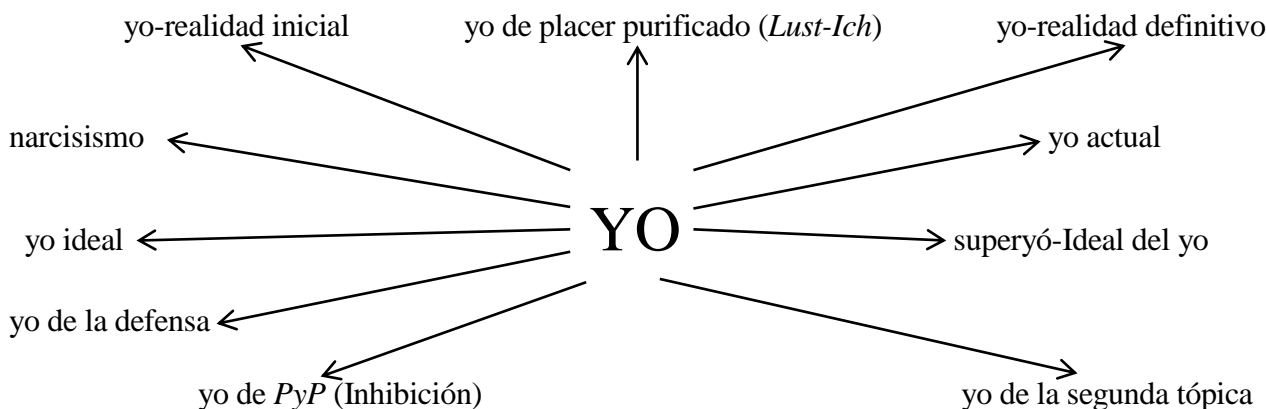 yo-realidad inicial
yo de placer purificado (Lust-Ich)
yo-realidad definitivo
narcisismo
yo actual
YO
yo ideal
superyó-Ideal del yo
yo de la defensa
yo de PyP (Inhibición)
yo de la segunda tópica